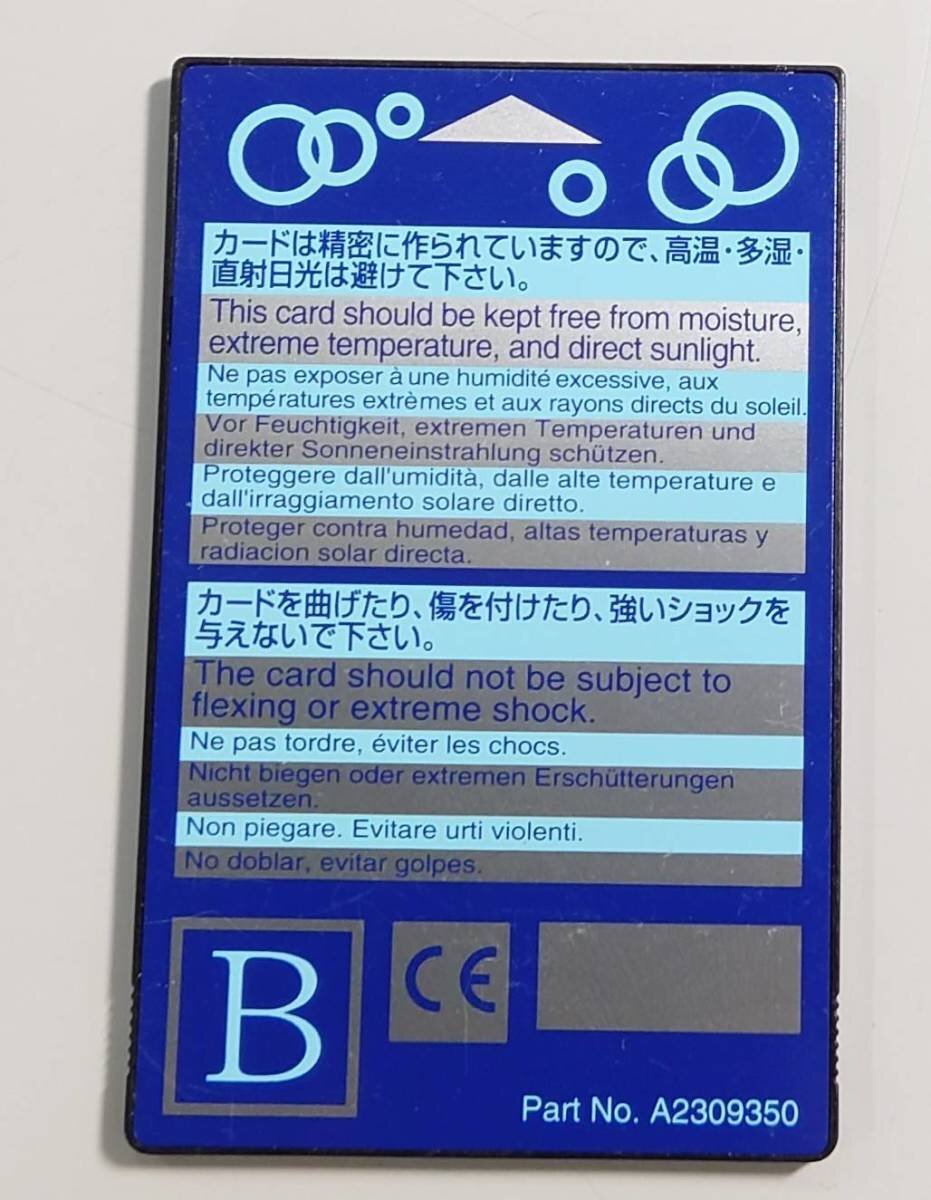 カードは精密に作られていますので、高温・多湿・
直射日光は避けて下さい。
This card should be kept free from moisture,
extreme temperature, and direct sunlight.
Ne pas exposer à une humidité excessive, aux
températures extrèmes et aux rayons directs du soleil.
Vor Feuchtigkeit, extremen Temperaturen und
direkter Sonneneinstrahlung schützen.
Proteggere dall'umidità, dalle alte temperature e
dall'irraggiamento solare diretto.
Proteger contra humedad, altas temperaturas y
radiacion solar directa.
カードを曲げたり、傷を付けたり、強いショックを
与えないで下さい。
The card should not be subject to
flexing or extreme shock.
Ne pas tordre, éviter les chocs.
Nicht biegen oder extremen Erschütterungen
aussetzen.
Non piegare. Evitare urti violenti.
No doblar, evitar golpes.
B
CE
Part No. A2309350